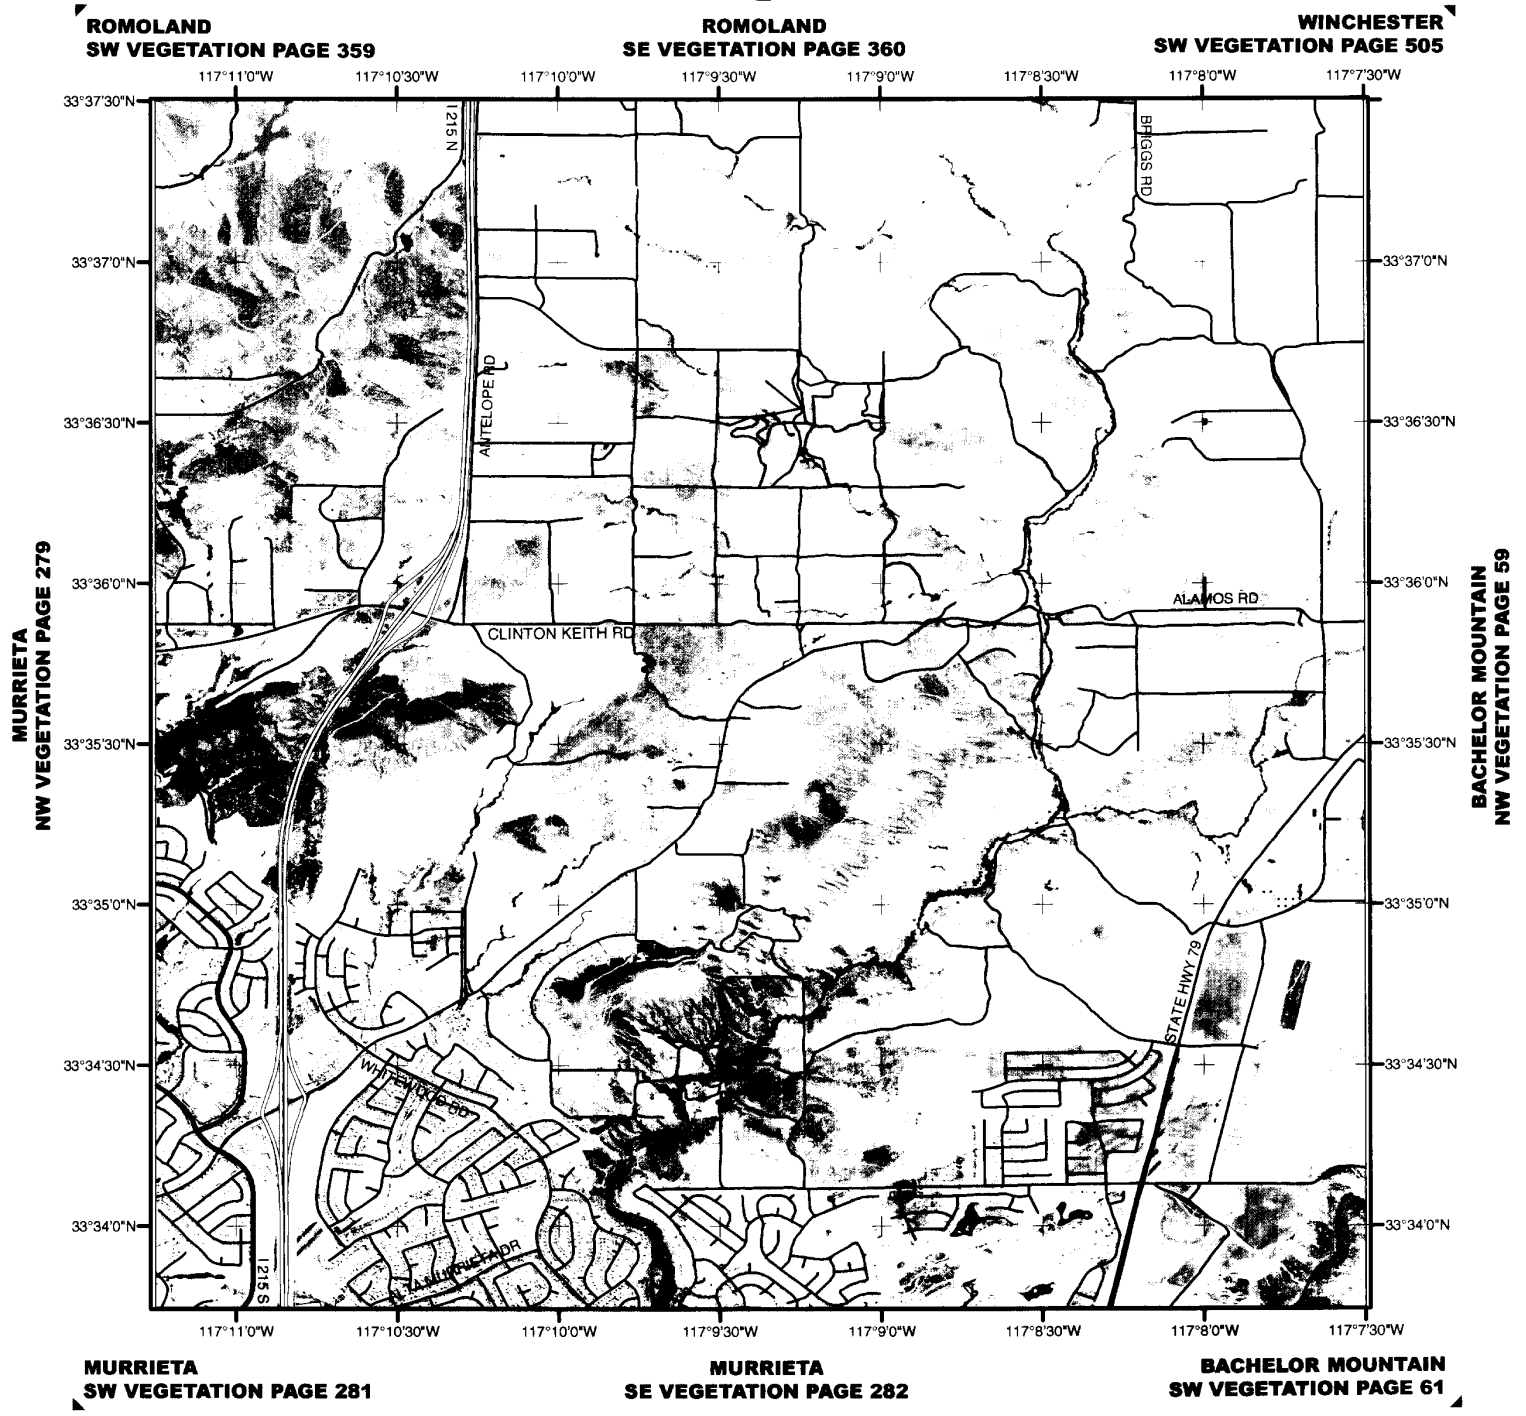 ROMOLAND
SW VEGETATION PAGE 359
ROMOLAND
SE VEGETATION PAGE 360
WINCHESTER
SW VEGETATION PAGE 505
117°11'0"W
117°10'30"W
117°10'0"W
117°9'30"W
117°9'0"W
117°8'30"W
117°8'0"W
117°7'30"W
33°37'30"N
33°37'0"N
33°37'0"N
33°36'30"N
33°36'30"N
33°36'0"N
33°36'0"N
33°35'30"N
33°35'30"N
33°35'0"N
33°35'0"N
33°34'30"N
33°34'30"N
33°34'0"N
33°34'0"N
I 215 N
BRIGGS RD
ANTELOPE RD
ALAMOS RD
CLINTON KEITH RD
STATE HWY 79
WHITEWOOD RD
MURRIETA DR
I 215 S
MURRIETA
NW VEGETATION PAGE 279
BACHELOR MOUNTAIN
NW VEGETATION PAGE 59
117°11'0"W
117°10'30"W
117°10'0"W
117°9'30"W
117°9'0"W
117°8'30"W
117°8'0"W
117°7'30"W
MURRIETA
SW VEGETATION PAGE 281
MURRIETA
SE VEGETATION PAGE 282
BACHELOR MOUNTAIN
SW VEGETATION PAGE 61